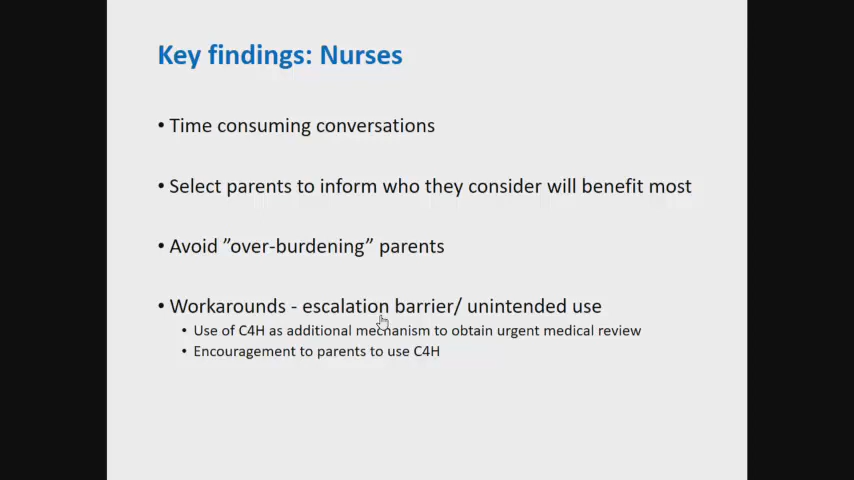 Key findings: Nurses
• Time consuming conversations
• Select parents to inform who they consider will benefit most
• Avoid ”over-burdening” parents
• Workarounds - escalation barrier/ unintended use
• Use of C4H as additional mechanism to obtain urgent medical review
• Encouragement to parents to use C4H